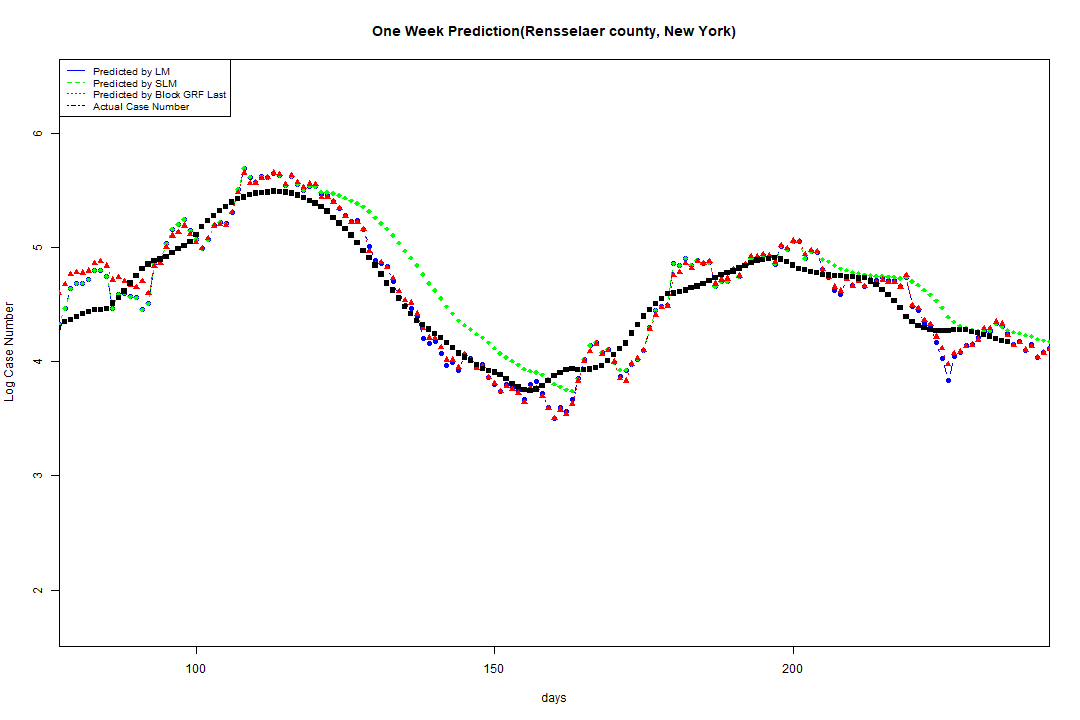 One Week Prediction(Rensselaer county, New York)
Predicted by LM
Predicted by SLM
Predicted by Block GRF Last
Actual Case Number
6
5
4
3
2
Log Case Number
100 150 200
days